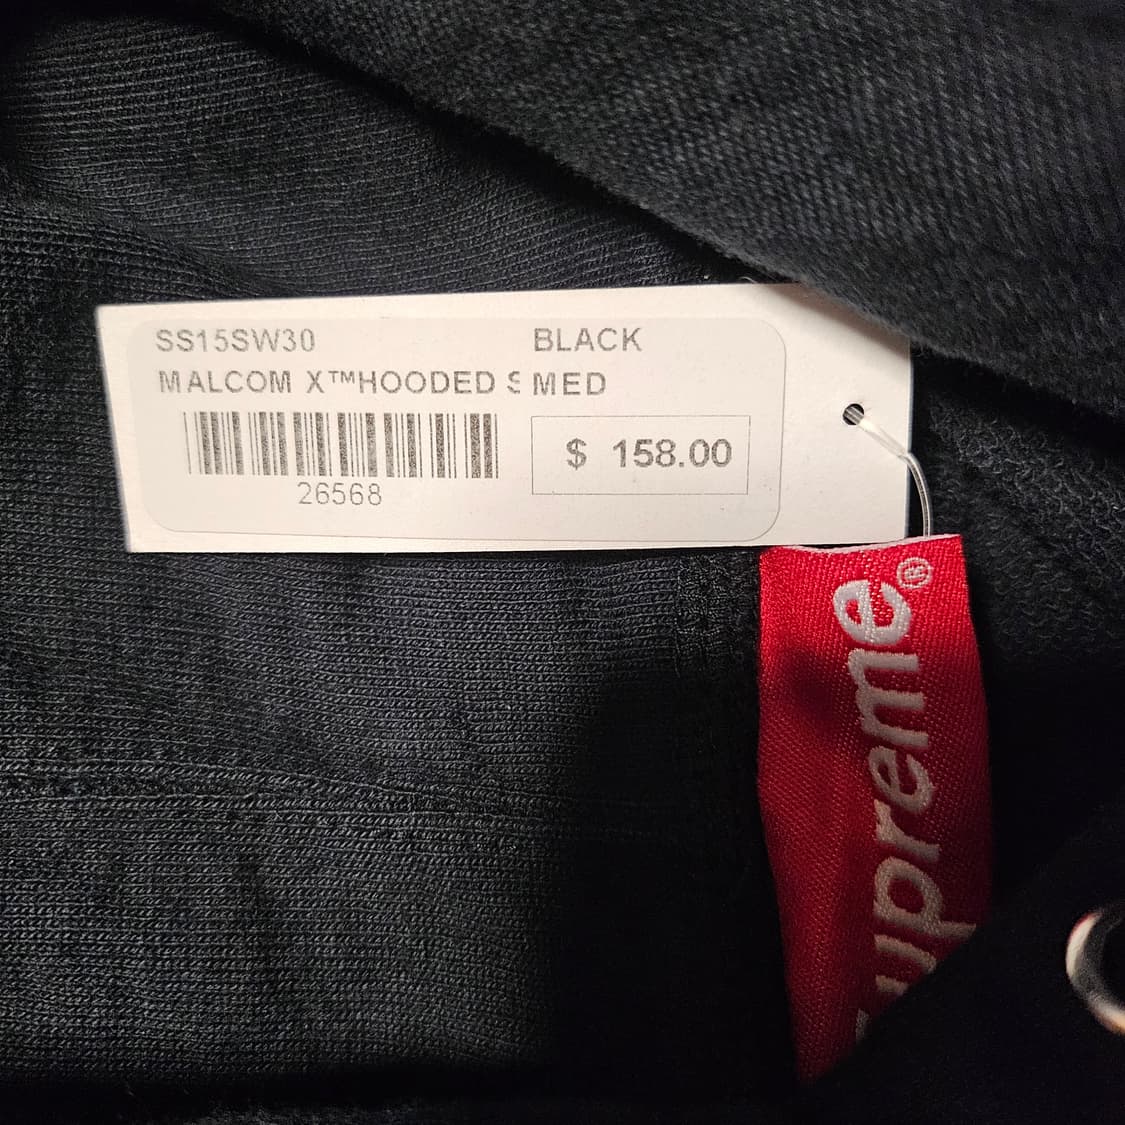 SS15SW30 BLACK
MALCOM X™HOODED S MED
$ 158.00
26568
Supreme®